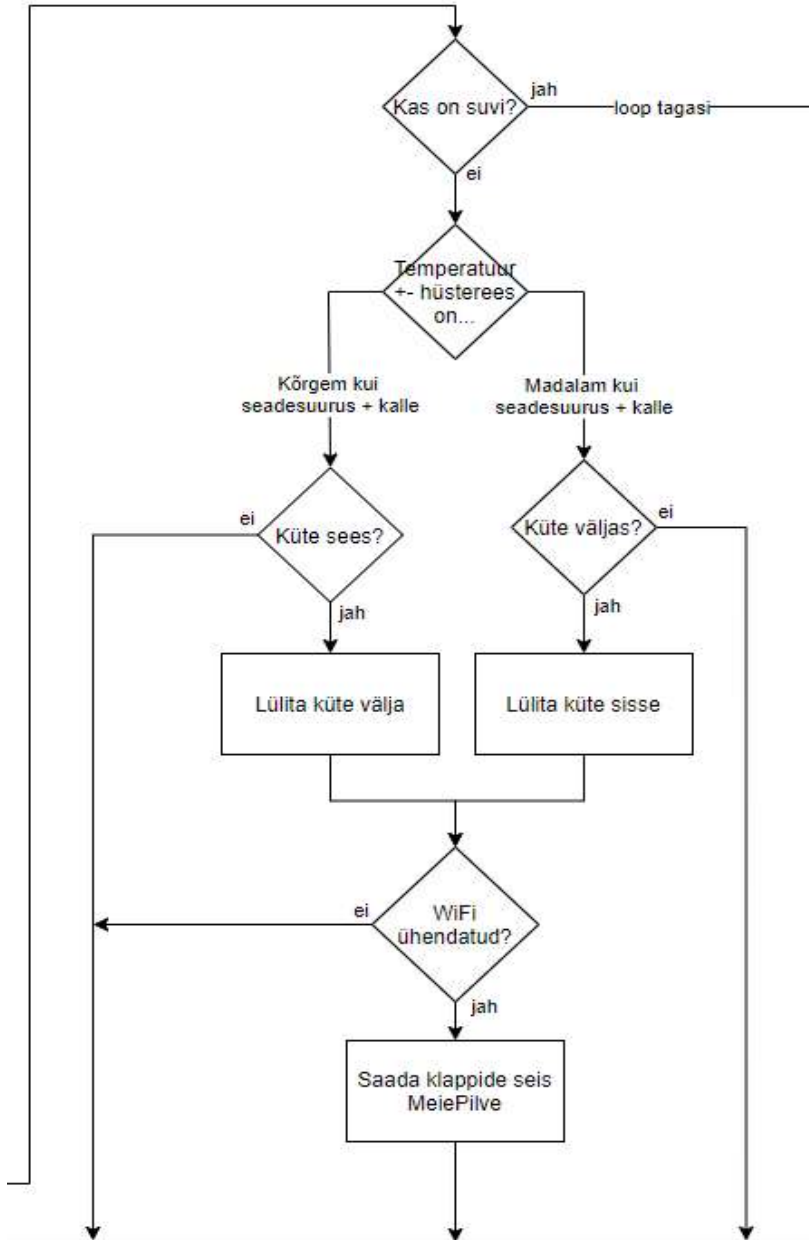 Kas on suvi?
jah
loop tagasi
ei
Temperatuur
+- hüsterees
on...
Kõrgem kui
seadesuurus + kalle
Madalam kui
seadesuurus + kalle
ei
Küte sees?
Küte väljas?
ei
jah
jah
Lülita küte välja
Lülita küte sisse
ei
WiFi
ühendatud?
jah
Saada klappide seis
MeiePilve